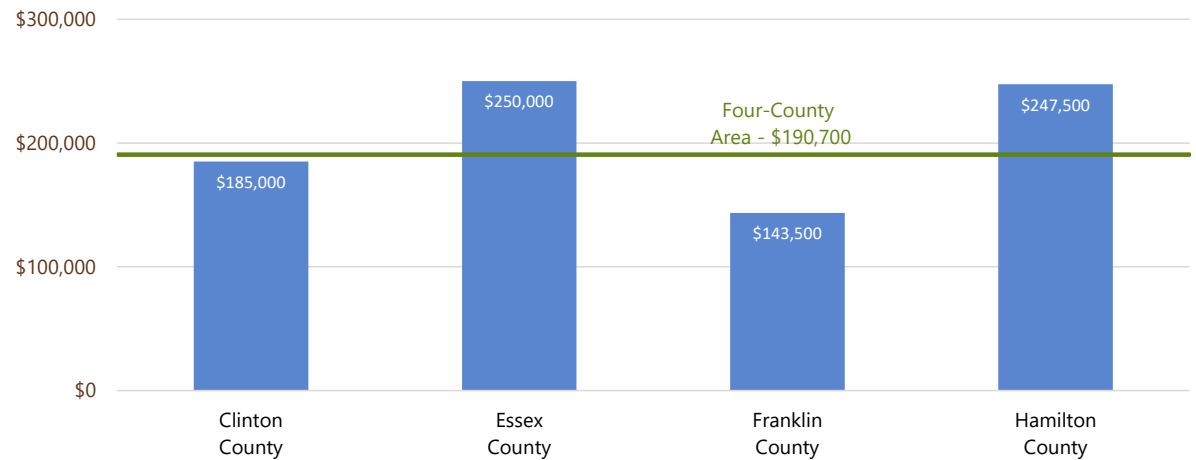 $300,000
$250,000
$247,500
Four-County
Area - $190,700
$200,000
$185,000
$143,500
$100,000
$0
Clinton
County
Essex
County
Franklin
County
Hamilton
County